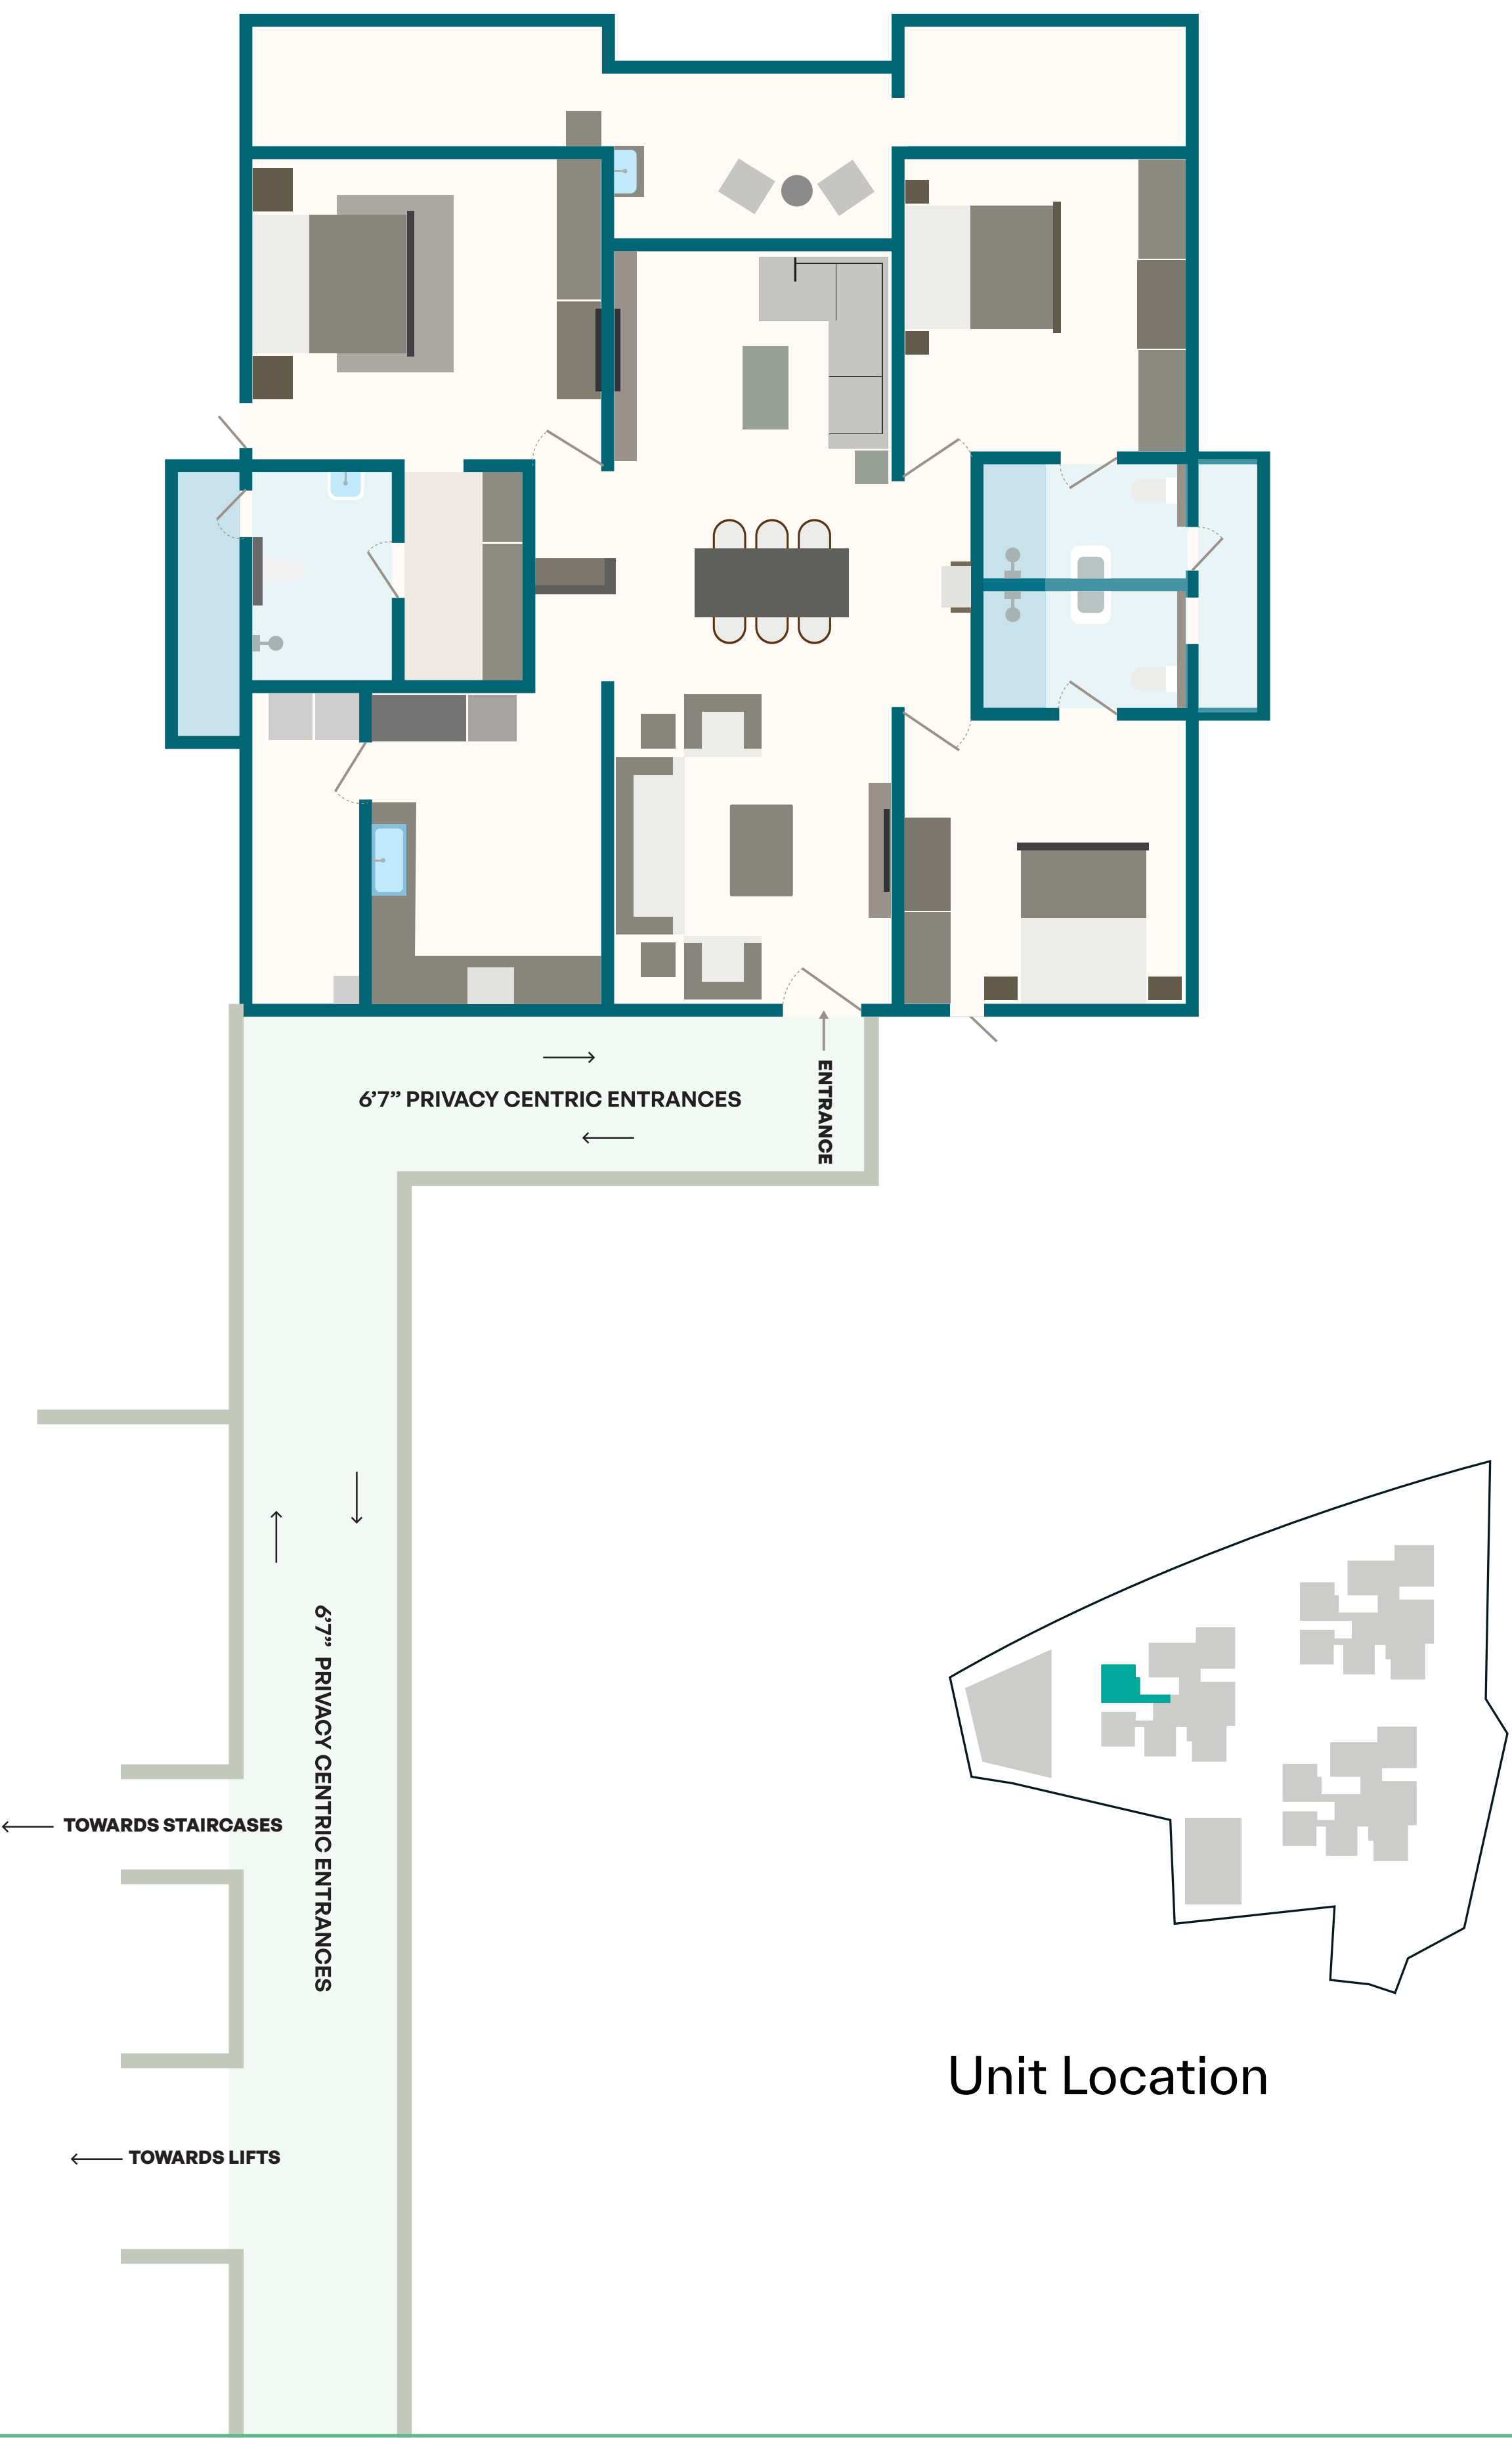 6’7” PRIVACY CENTRIC ENTRANCES
ENTRANCE
6’7” PRIVACY CENTRIC ENTRANCES
TOWARDS STAIRCASES
Unit Location
TOWARDS LIFTS